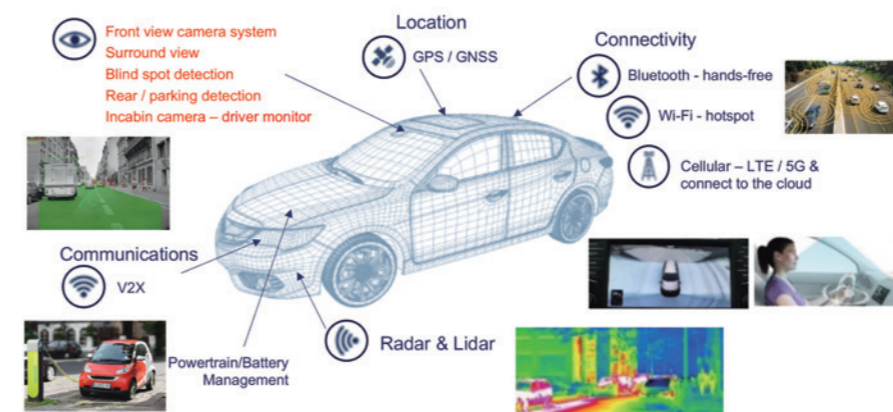 Front view camera system
Surround view
Blind spot detection
Rear / parking detection
Incabin camera – driver monitor
Location
GPS / GNSS
Connectivity
Bluetooth - hands-free
Wi-Fi - hotspot
Cellular – LTE / 5G &
connect to the cloud
Communications
V2X
Powertrain/Battery
Management
Radar & Lidar